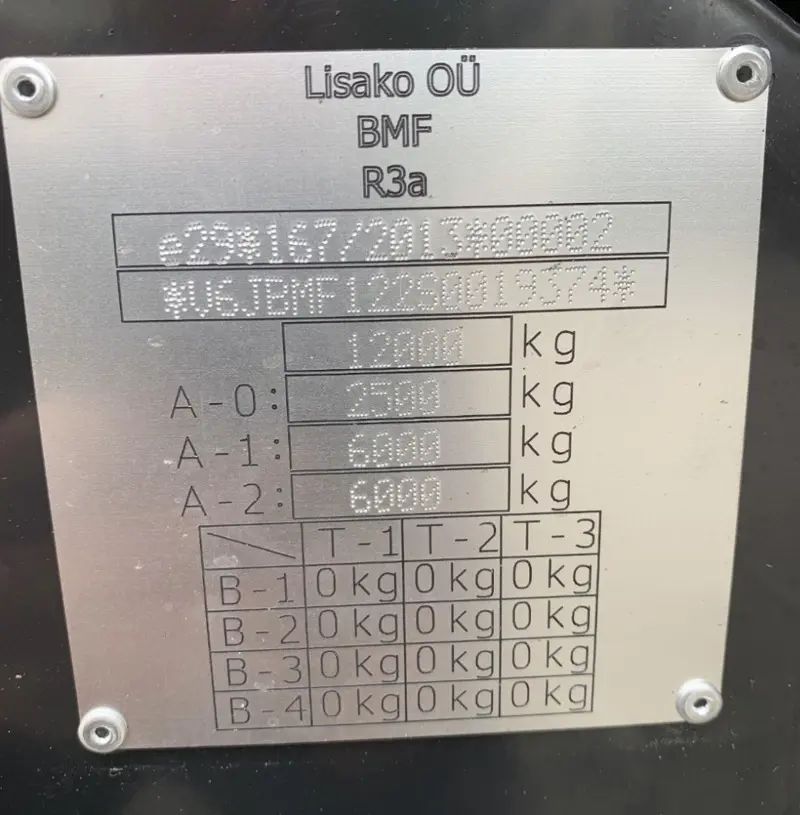 Lisako OÜ
BMF
R3a
e29*167/2013*00002
*U6JBMF122S0019374*
12000 kg
A-0: 2500 kg
A-1: 6000 kg
A-2: 6000 kg
T-1 T-2 T-3
B-1 0 kg 0 kg 0 kg
B-2 0 kg 0 kg 0 kg
B-3 0 kg 0 kg 0 kg
B-4 0 kg 0 kg 0 kg